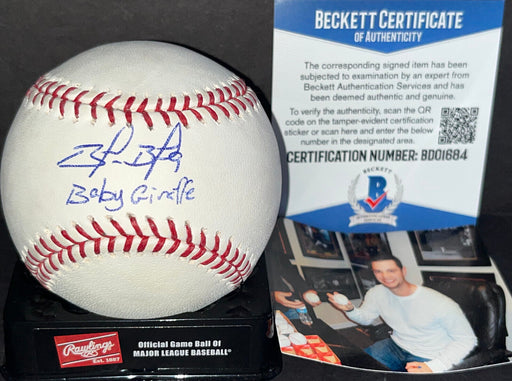 BECKETT CERTIFICATE
OF AUTHENTICITY
The corresponding signed item has been
subjected to examination by an expert from
Beckett Authentication Services and has
been deemed authentic and genuine.
To verify the authenticity, scan the QR
code on the tamper-evident certification
sticker or scan here and enter the below
number in the designated area.
CERTIFICATION NUMBER: BD01684
BECKETT
B
Baby Giraffe
Rawlings
Est. 1887
Official Game Ball Of
MAJOR LEAGUE BASEBALL®